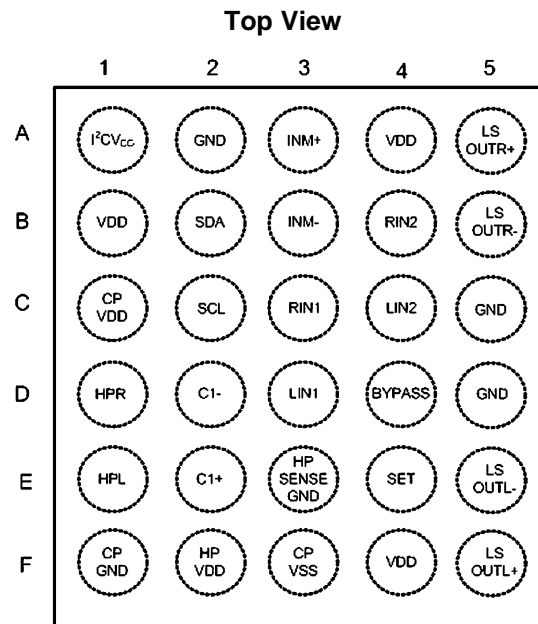 Top View
1 2 3 4 5
A I²CVCC GND INM+ VDD LS OUTR+
B VDD SDA INM- RIN2 LS OUTR-
C CP VDD SCL RIN1 LIN2 GND
D HPR C1- LIN1 BYPASS GND
E HPL C1+ HP SENSE GND SET LS OUTL-
F CP GND HP VDD CP VSS VDD LS OUTL+